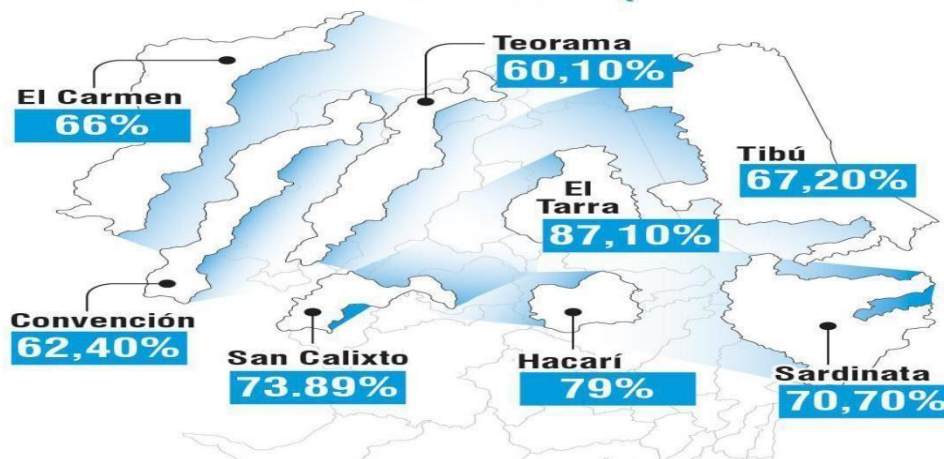 Teorama
60,10%
El Carmen
66%
Tibú
67,20%
El
Tarra
87,10%
Convención
62,40%
San Calixto
73.89%
Hacarí
79%
Sardinata
70,70%